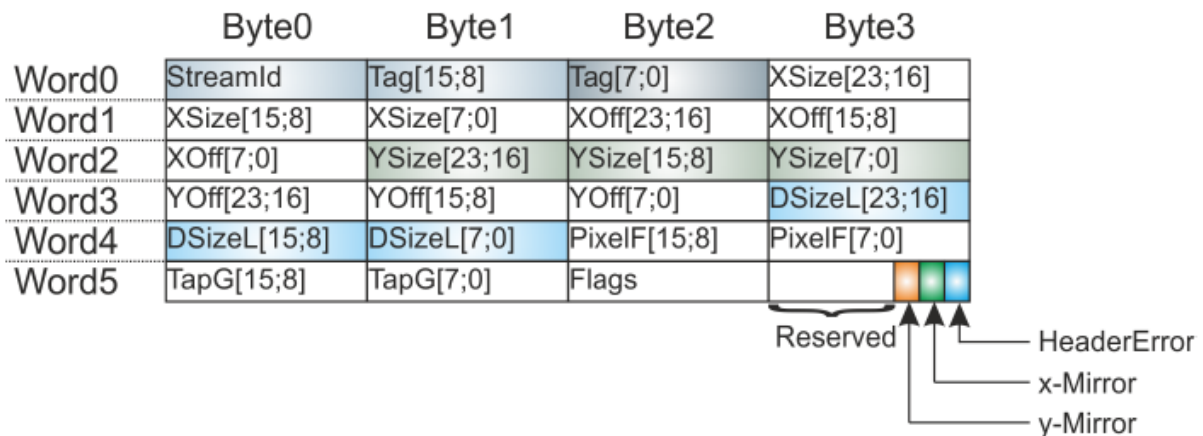 Byte0 Byte1 Byte2 Byte3
Word0 StreamId Tag[15;8] Tag[7;0] XSize[23;16]
Word1 XSize[15;8] XSize[7;0] XOff[23;16] XOff[15;8]
Word2 XOff[7;0] YSize[23;16] YSize[15;8] YSize[7;0]
Word3 YOff[23;16] YOff[15;8] YOff[7;0] DSizeL[23;16]
Word4 DSizeL[15;8] DSizeL[7;0] PixelF[15;8] PixelF[7;0]
Word5 TapG[15;8] TapG[7;0] Flags
Reserved
HeaderError
x-Mirror
y-Mirror